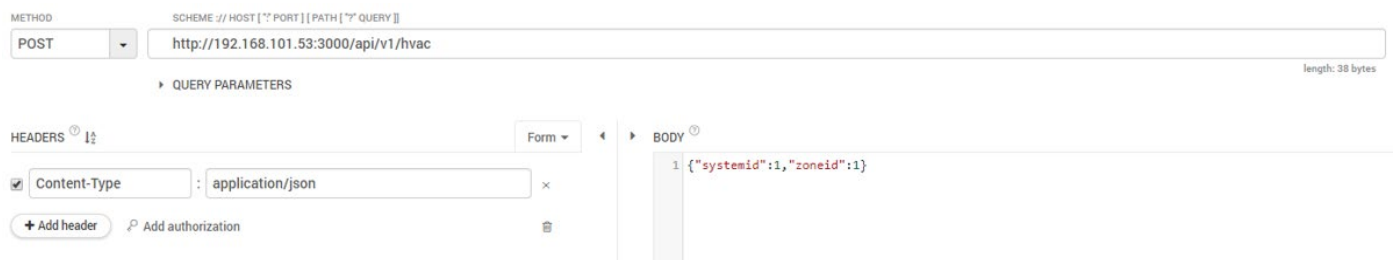 METHOD SCHEME :// HOST [ ":" PORT ] [ PATH [ "?" QUERY ]]
POST http://192.168.101.53:3000/api/v1/hvac
length: 38 bytes
QUERY PARAMETERS
HEADERS Form BODY
1 {"systemid":1,"zoneid":1}
Content-Type : application/json ×
+ Add header Add authorization